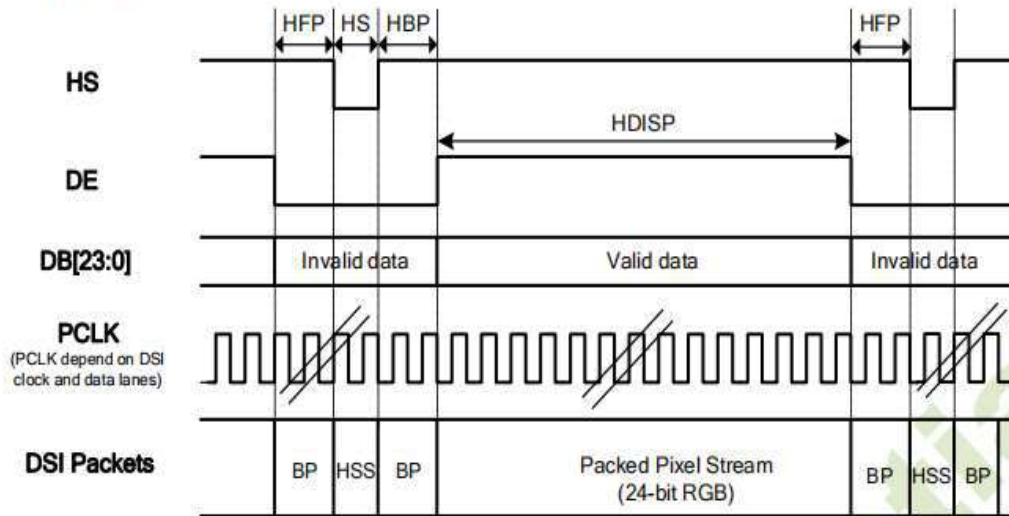 HFP HS HBP HFP
HS
HDISP
DE
DB[23:0] Invalid data Valid data Invalid data
PCLK
(PCLK depend on DSI
clock and data lanes)
DSI Packets BP HSS BP Packed Pixel Stream BP HSS BP
(24-bit RGB)